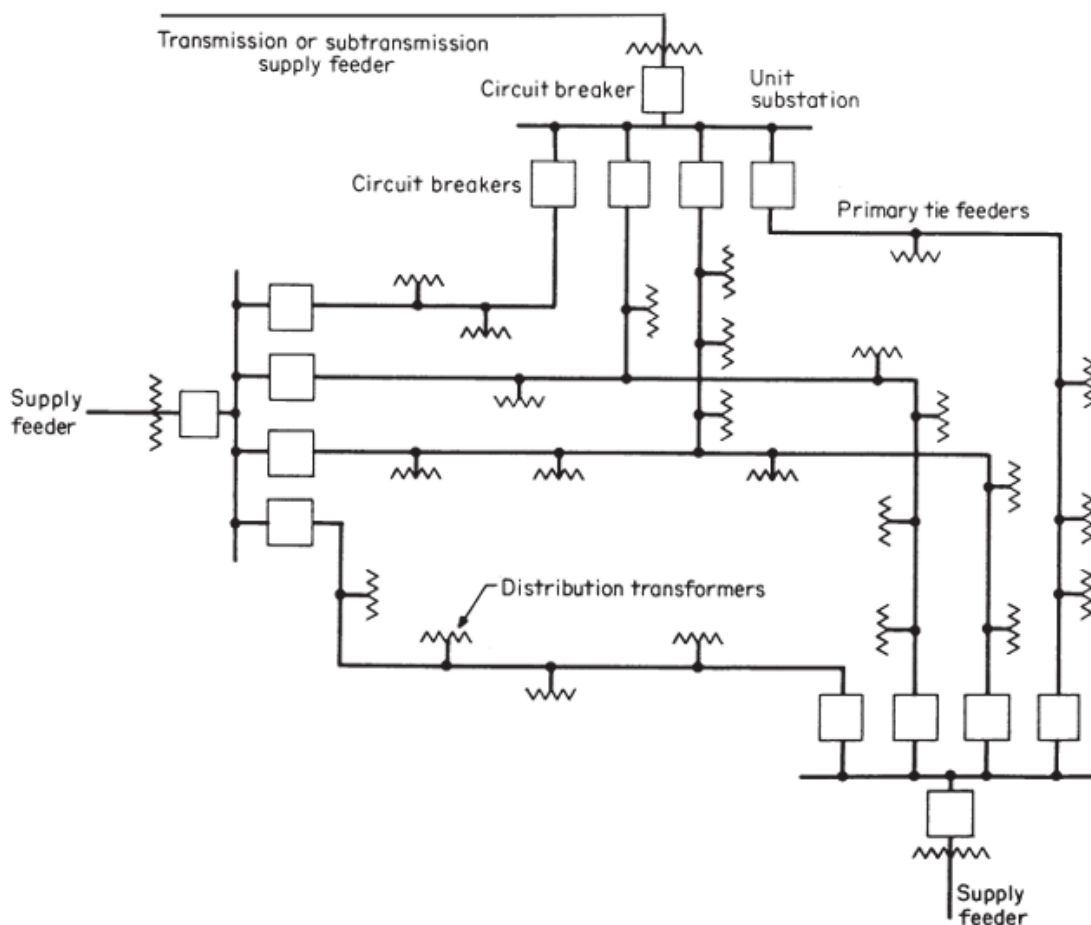 Transmission or subtransmission
supply feeder
Circuit breaker
Unit
substation
Circuit breakers
Primary tie feeders
Supply
feeder
Distribution transformers
Supply
feeder